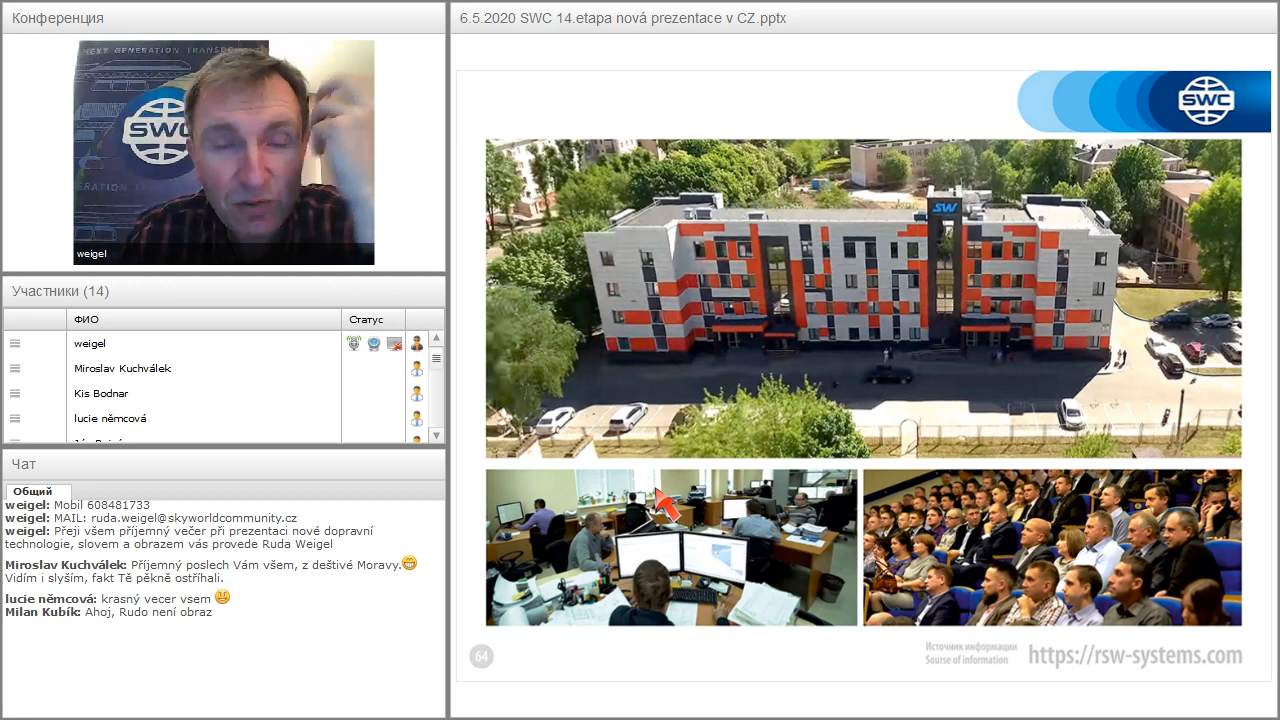 Конференция
NEXT GENERATION TRANSPO
SWC
weigel
Участники (14)
ФИО
Статус
weigel
Miroslav Kuchválek
Kis Bodnar
lucie němcová
Чат
Общий
weigel: Mobil 608481733
weigel: MAIL: ruda.weigel@skyworldcommunity.cz
weigel: Přeji všem příjemný večer při prezentaci nové dopravní
technologie, slovem a obrazem vás provede Ruda Weigel
Miroslav Kuchválek: Příjemný poslech Vám všem, z deštivé Moravy.
Vidím i slyším, fakt Tě pěkně ostříhali.
lucie němcová: krasný vecer vsem
Milan Kubík: Ahoj, Rudo není obraz
6.5.2020 SWC 14.etapa nová prezentace v CZ.pptx
SWC
SW
64
Источник информации
Sourse of information
https://rsw-systems.com